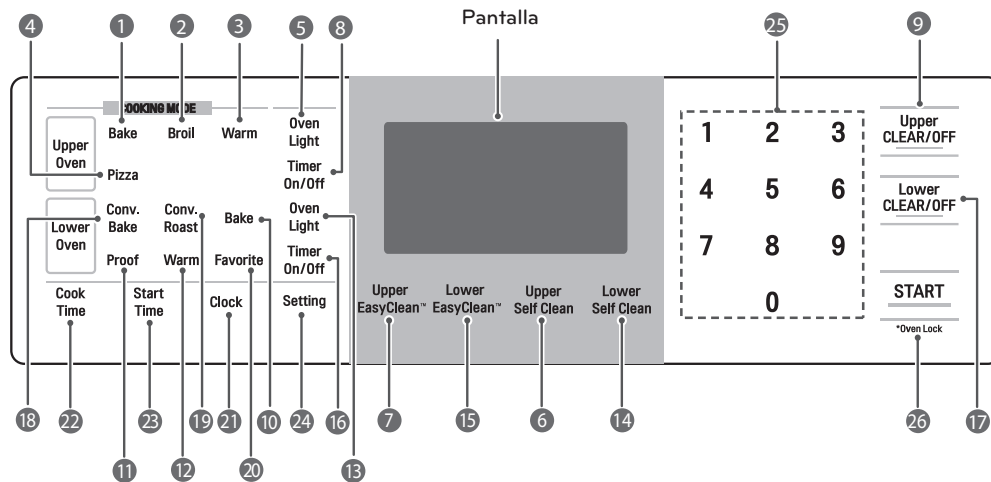 Pantalla
4
1
2
3
5
8
25
9
COOKING MODE
Upper
Oven
Bake
Broil
Warm
Pizza
Oven
Light
Timer
On/Off
Lower
Oven
Conv.
Bake
Conv.
Roast
Bake
Proof
Warm
Favorite
Oven
Light
Timer
On/Off
Cook
Time
Start
Time
Clock
Setting
Upper
EasyClean™
Lower
EasyClean™
Upper
Self Clean
Lower
Self Clean
1 2 3
4 5 6
7 8 9
0
Upper
CLEAR/OFF
Lower
CLEAR/OFF
START
*Oven Lock
18
22
23
19
21
10
24
16
7
15
6
14
26
17
11
12
20
13